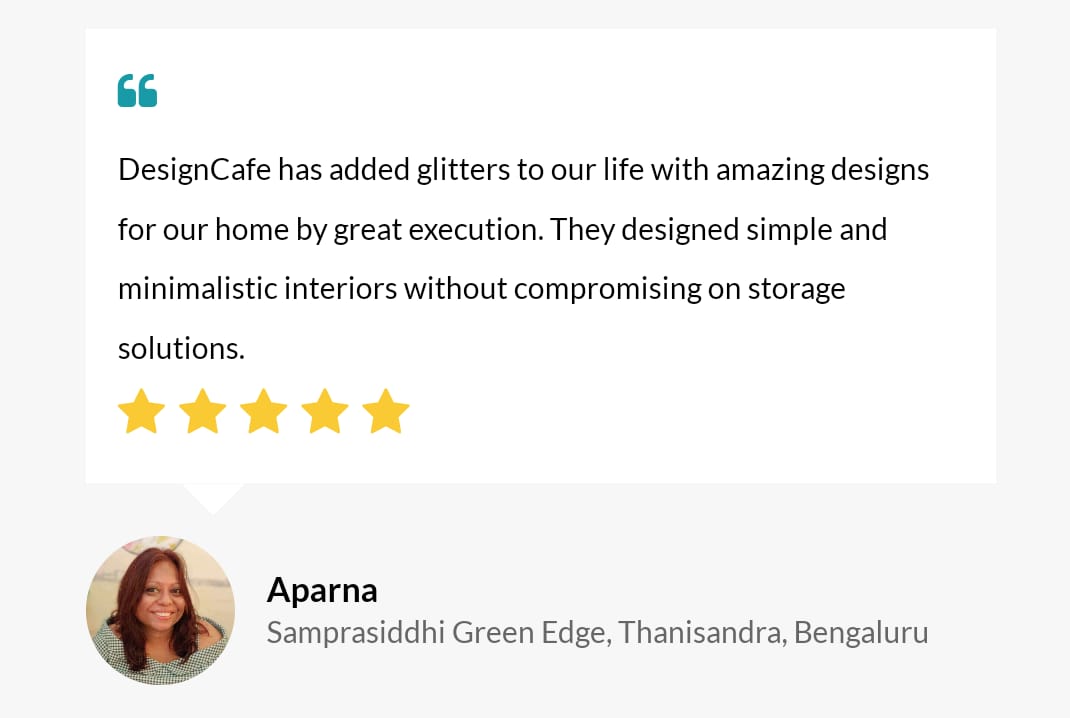 DesignCafe has added glitters to our life with amazing designs
for our home by great execution. They designed simple and
minimalistic interiors without compromising on storage
solutions.
Aparna
Samprasiddhi Green Edge, Thanisandra, Bengaluru